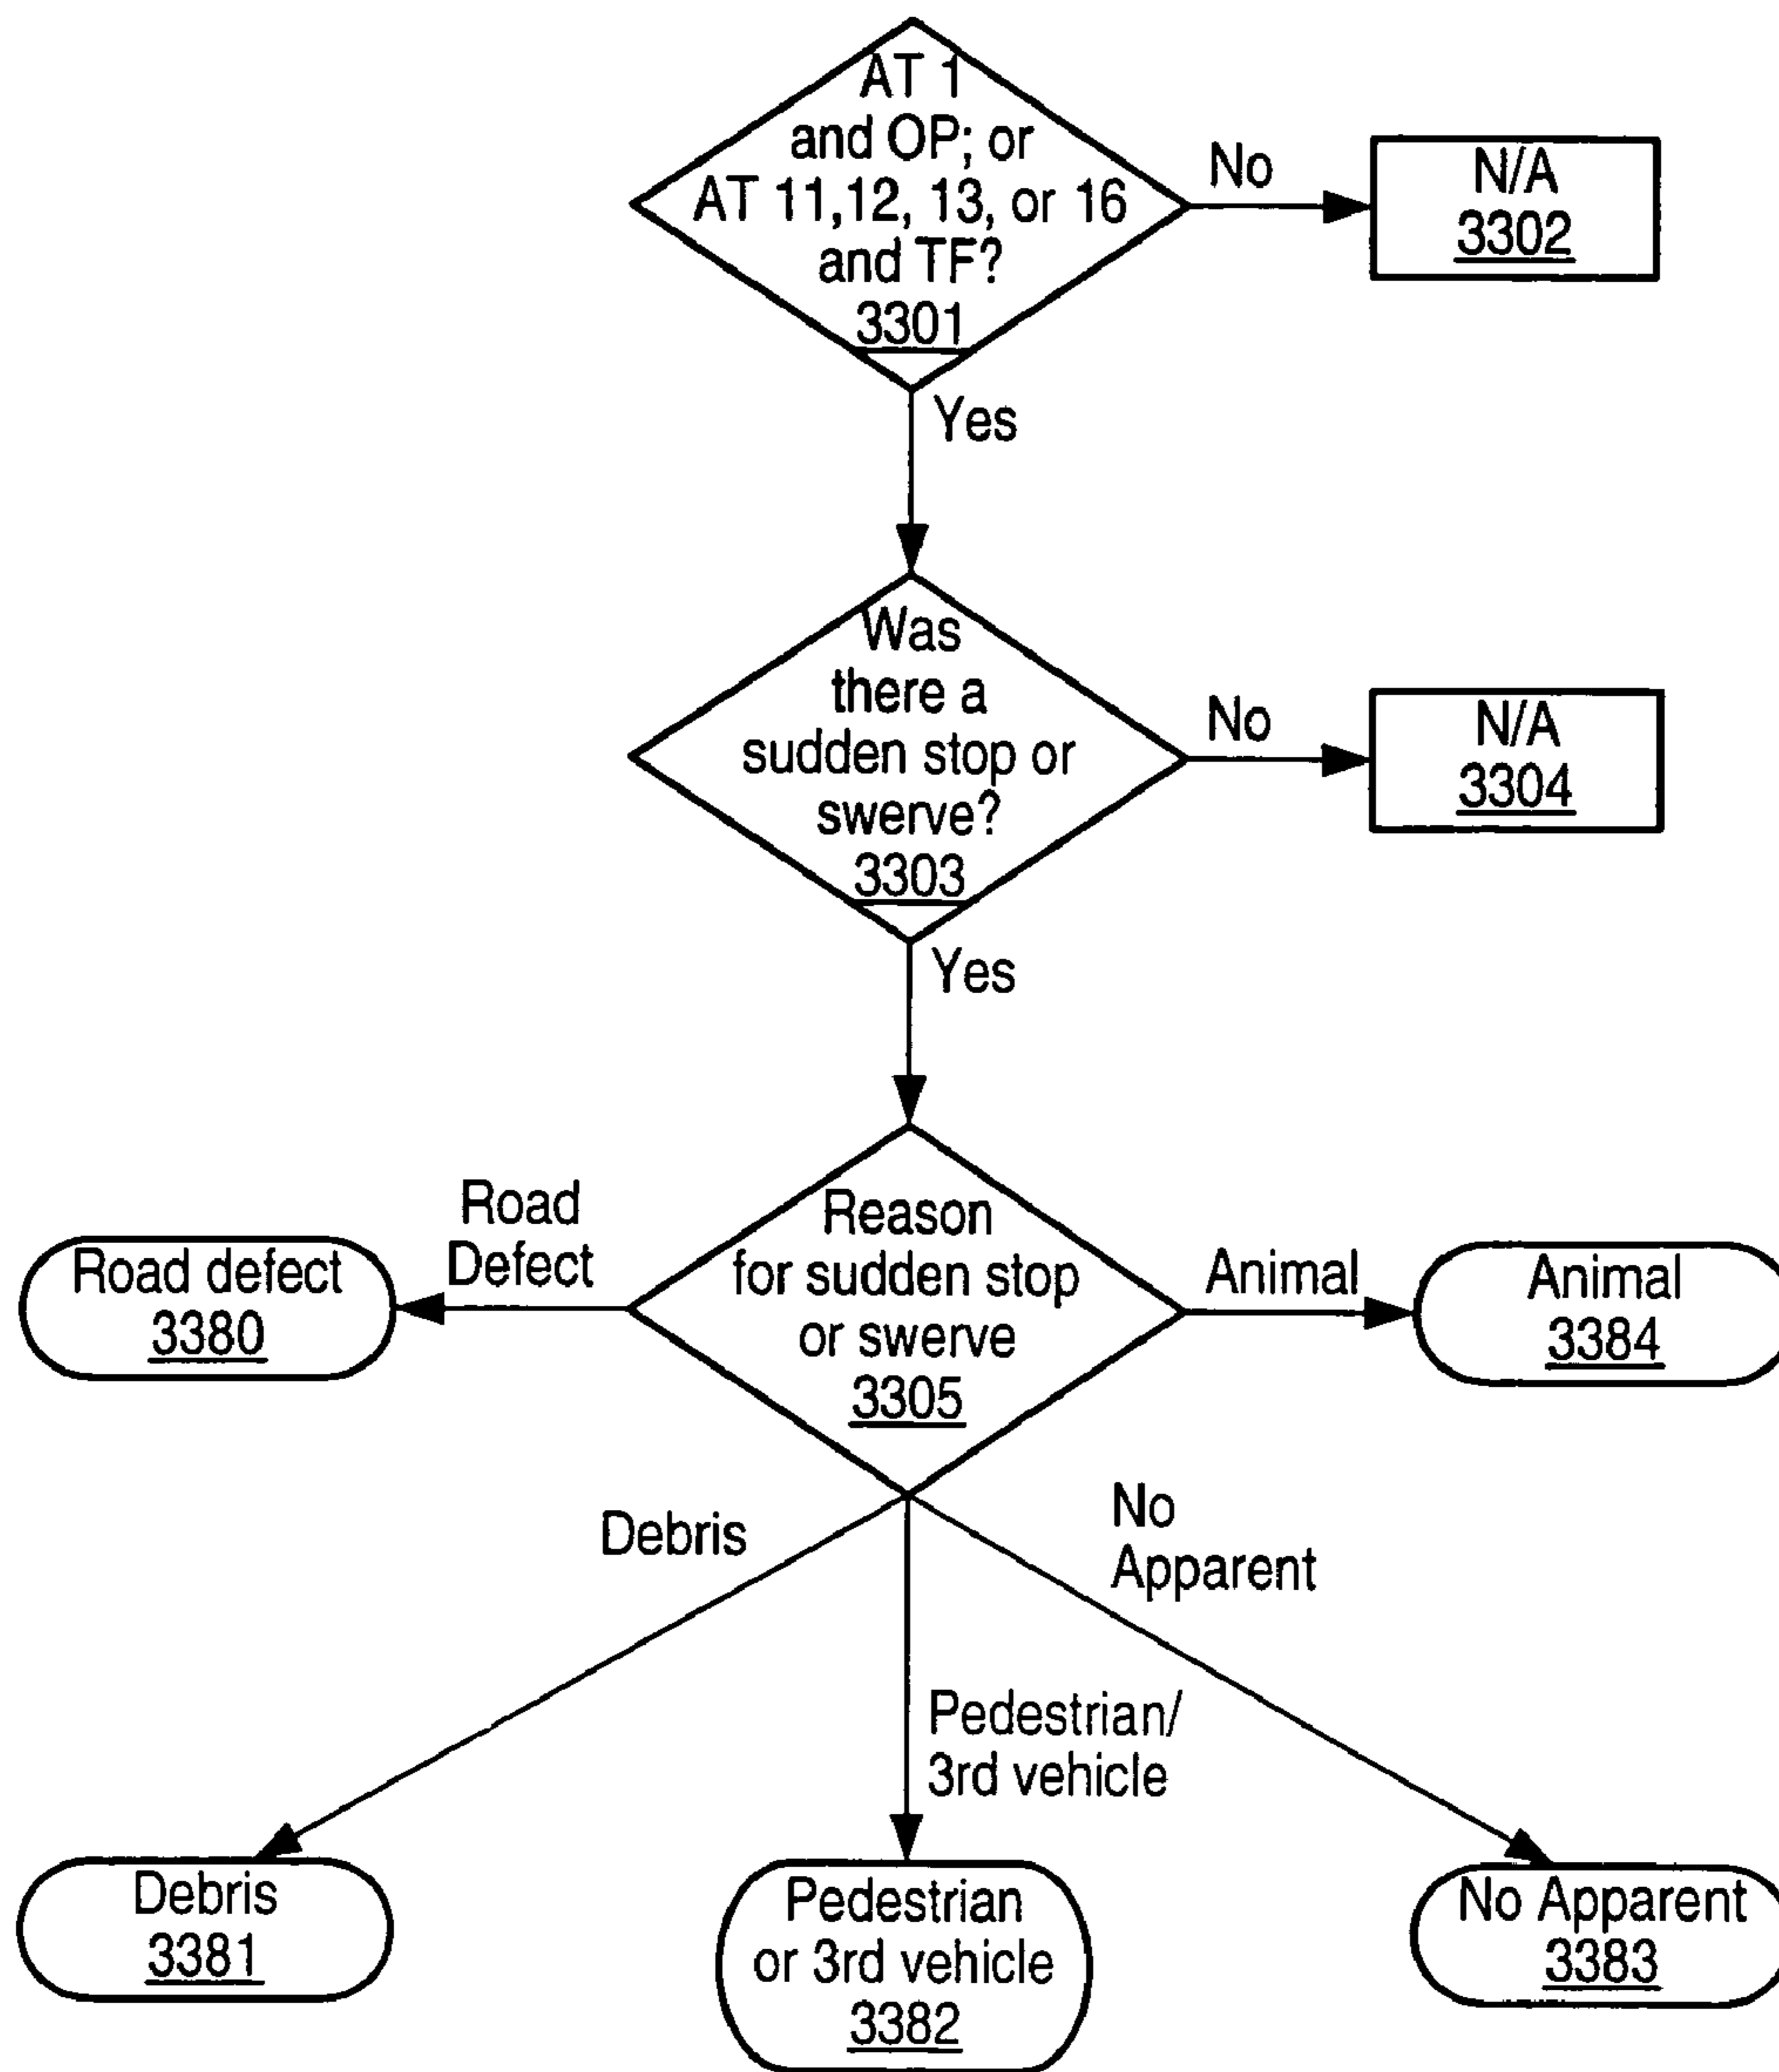 AT 1
and OP; or
AT 11,12, 13, or 16
and TF?
3301
No
N/A
3302
Yes
Was
there a
sudden stop or
swerve?
3303
No
N/A
3304
Yes
Reason
for sudden stop
or swerve
3305
Road
Defect
Road defect
3380
Animal
Animal
3384
Debris
No
Apparent
Pedestrian/
3rd vehicle
Debris
3381
Pedestrian
or 3rd vehicle
3382
No Apparent
3383